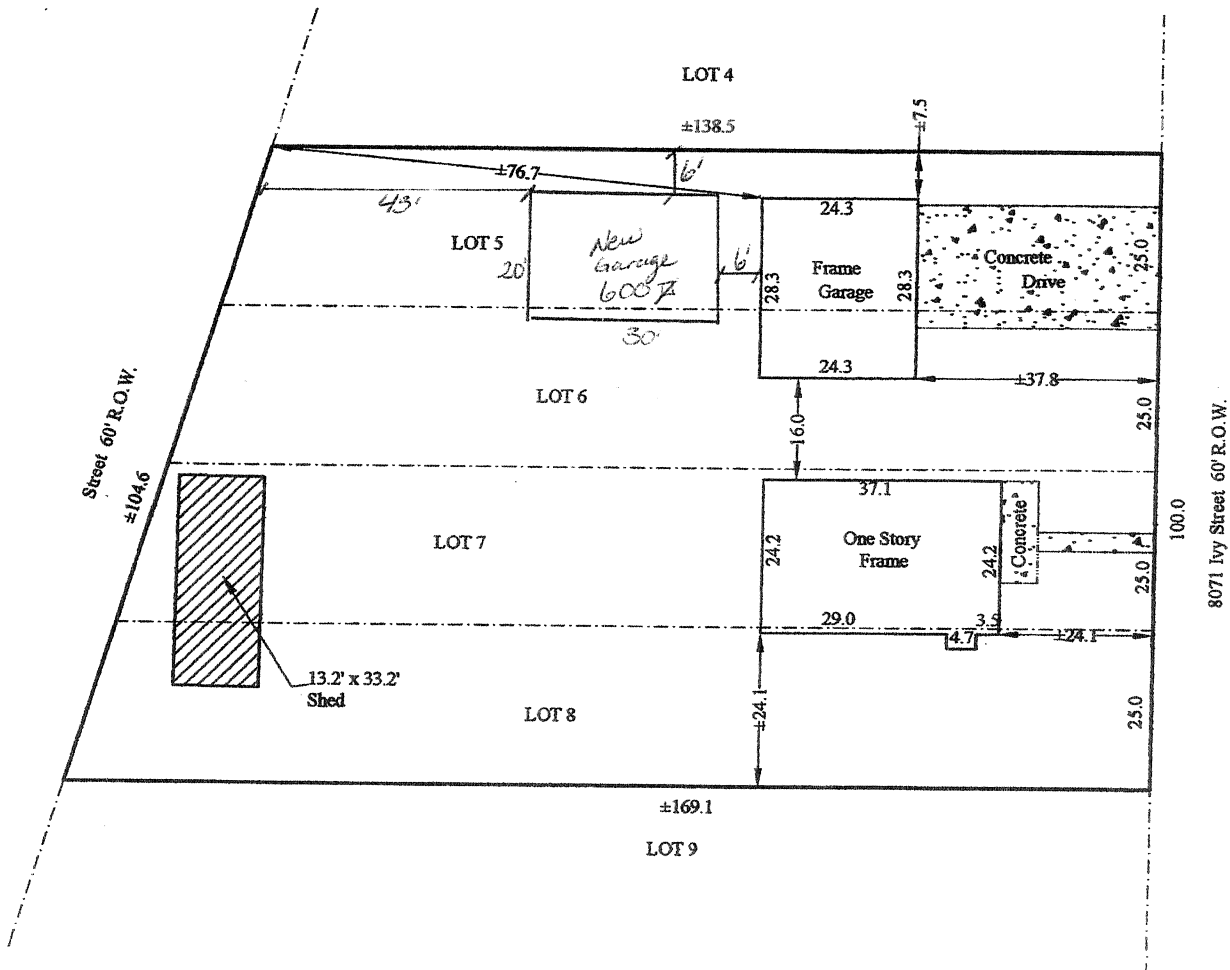 LOT 4
±138.5
±7.5
±76.7
6'
43'
LOT 5
20'
New
Garage
600
30'
6'
24.3
28.3
Frame
Garage
28.3
24.3
Concrete
Drive
25.0
±37.8
LOT 6
16.0
25.0
Street 60' R.O.W.
±104.6
100.0
8071 Ivy Street 60' R.O.W.
37.1
LOT 7
24.2
One Story
Frame
24.2
Concrete
25.0
29.0
3.5
4.7
±24.1
13.2' x 33.2'
Shed
LOT 8
±24.1
25.0
±169.1
LOT 9